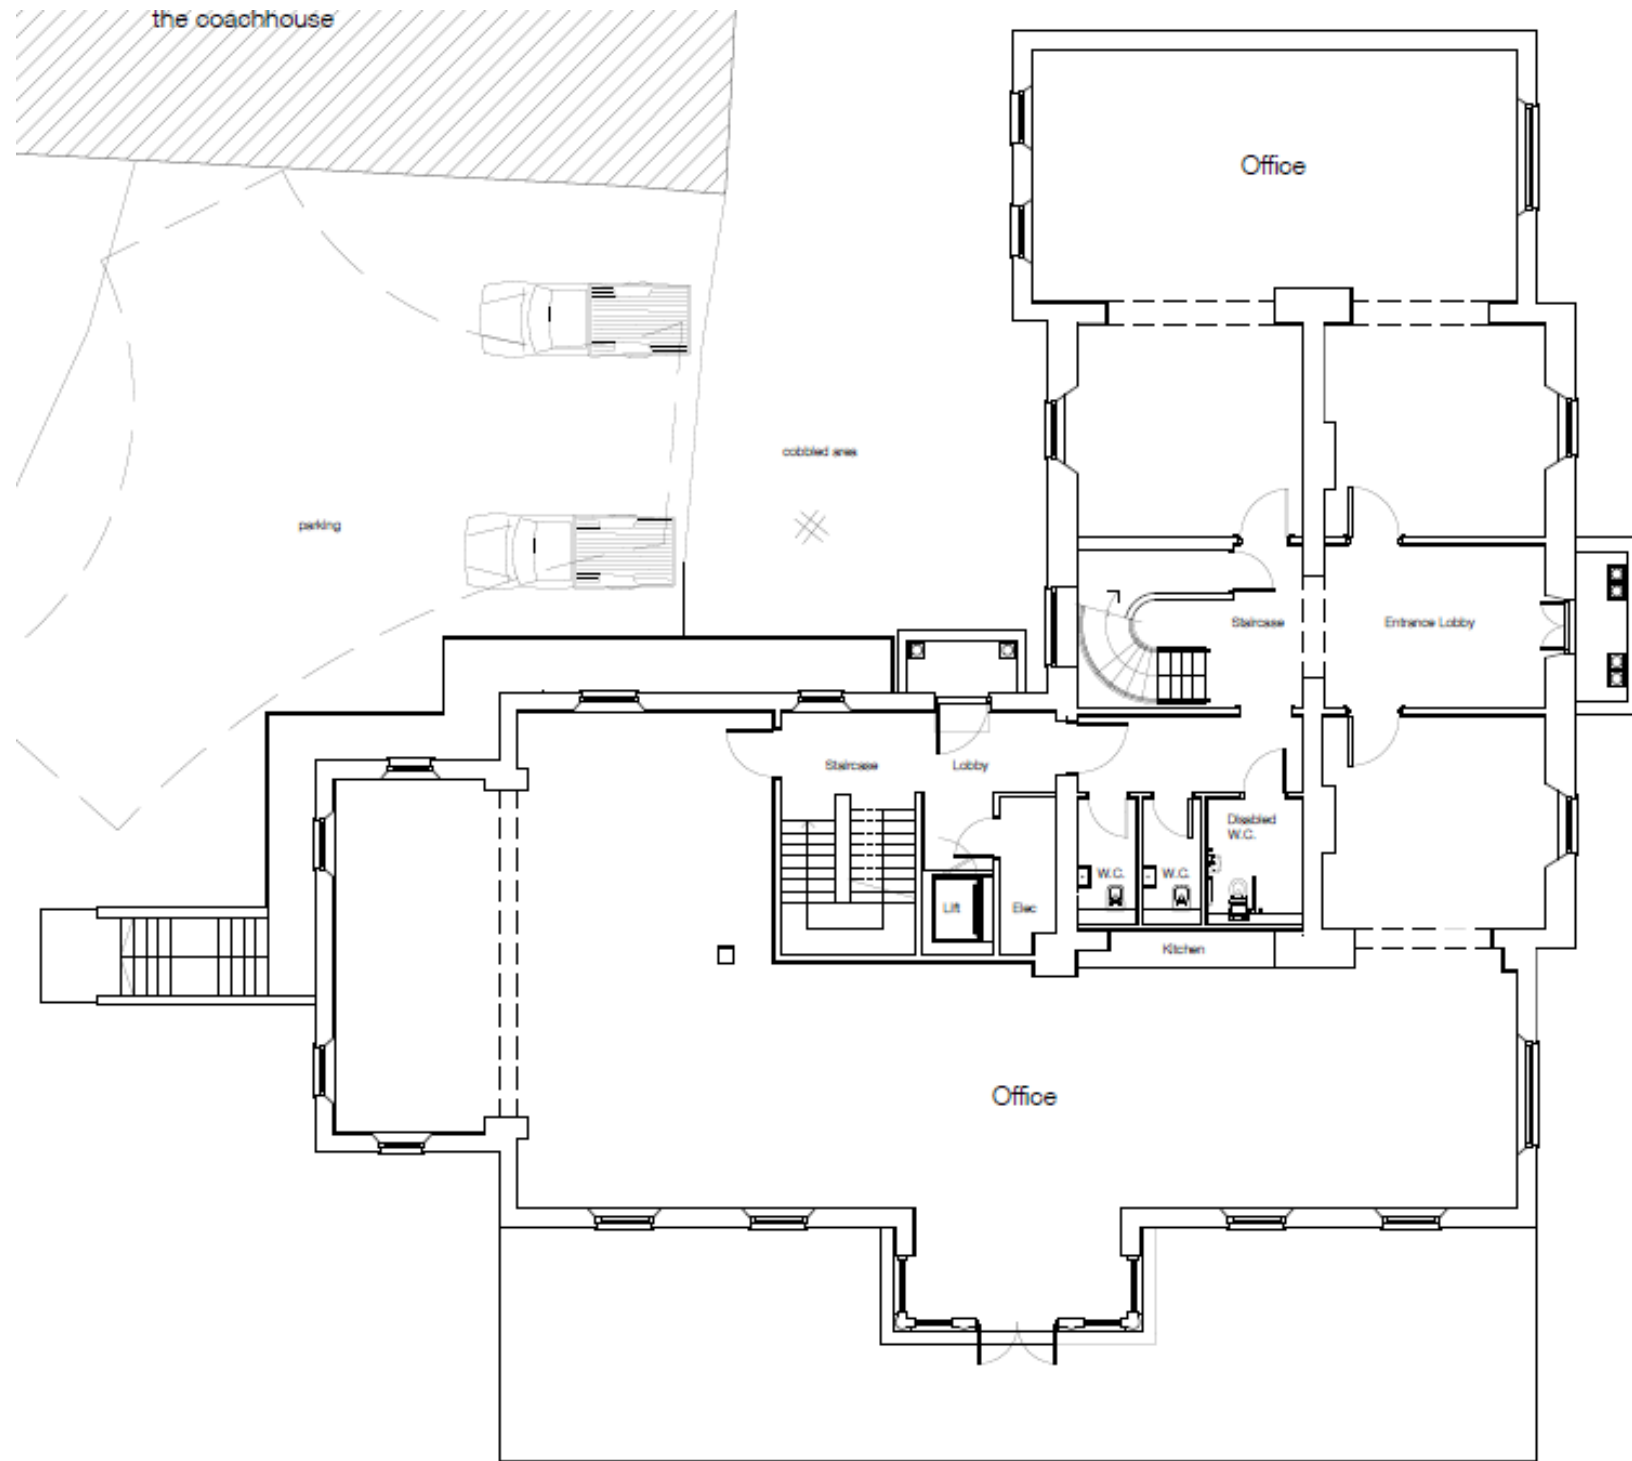 the coachhouse
Office
cobbled area
parking
Staircase
Entrance Lobby
Staircase
Lobby
Disabled
W.C.
W.C.
W.C.
Lift
Elec
Kitchen
Office